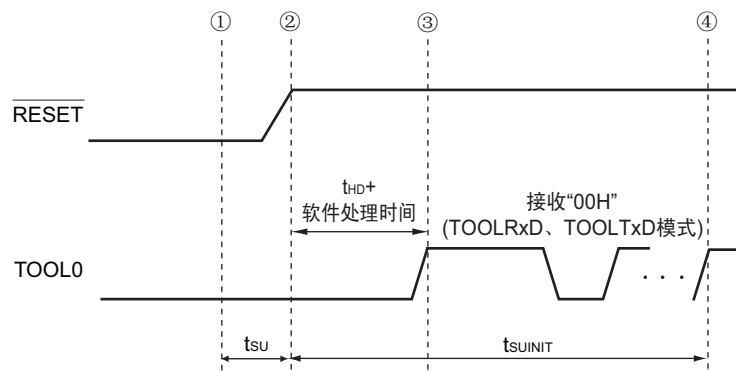 ① ② ③ ④
RESET
tHD+
软件处理时间
接收“00H”
(TOOLRxD、TOOLTxD模式)
TOOL0
· · ·
tSU
tSUINIT